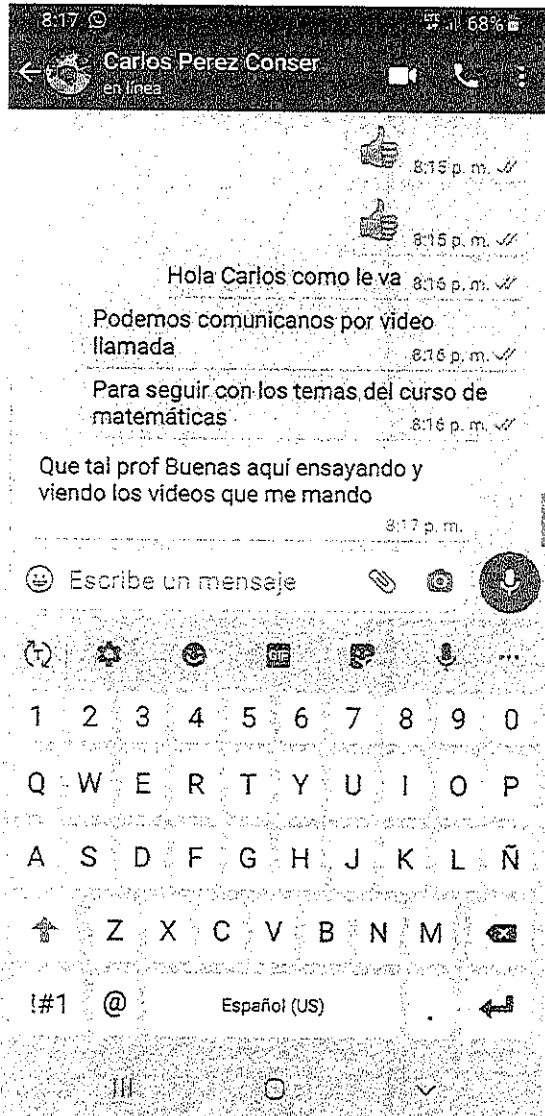 8:17 68%
Carlos Perez Conser
en línea
8:15 p. m.
8:15 p. m.
Hola Carlos como le va 8:16 p. m.
Podemos comunicanos por video
llamada 8:16 p. m.
Para seguir con los temas del curso de
matemáticas 8:16 p. m.
Que tal prof Buenas aquí ensayando y
viendo los videos que me mando
8:17 p. m.
Escribe un mensaje
GIF
1 2 3 4 5 6 7 8 9 0
Q W E R T Y U I O P
A S D F G H J K L Ñ
Z X C V B N M
!#1 @ Español (US) .